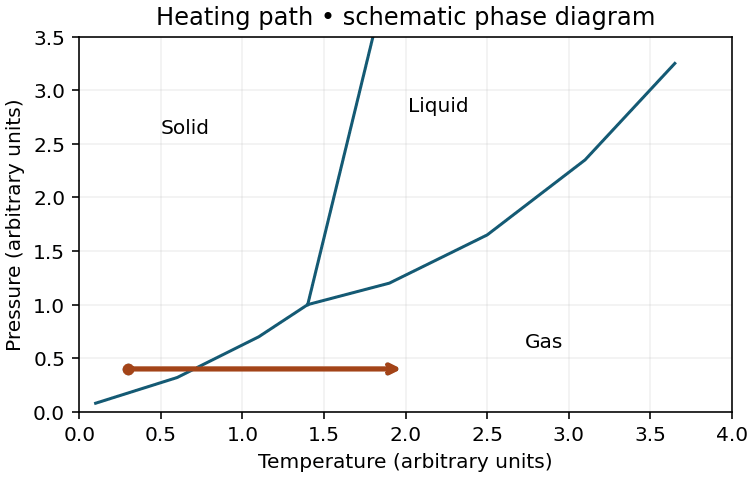 Heating path • schematic phase diagram
Pressure (arbitrary units)
3.5
3.0
2.5
2.0
1.5
1.0
0.5
0.0
Solid
Liquid
Gas
0.0 0.5 1.0 1.5 2.0 2.5 3.0 3.5 4.0
Temperature (arbitrary units)